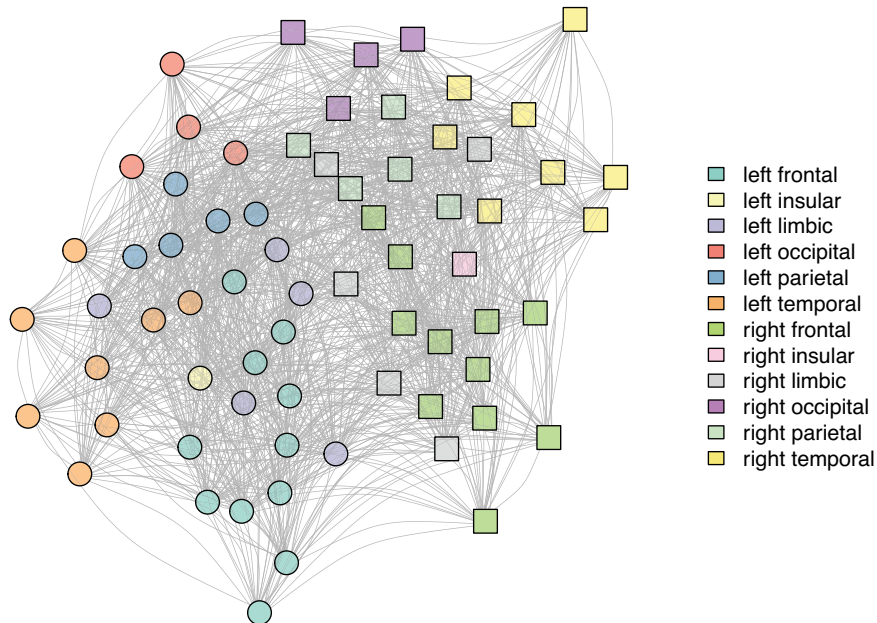 left frontal
left insular
left limbic
left occipital
left parietal
left temporal
right frontal
right insular
right limbic
right occipital
right parietal
right temporal